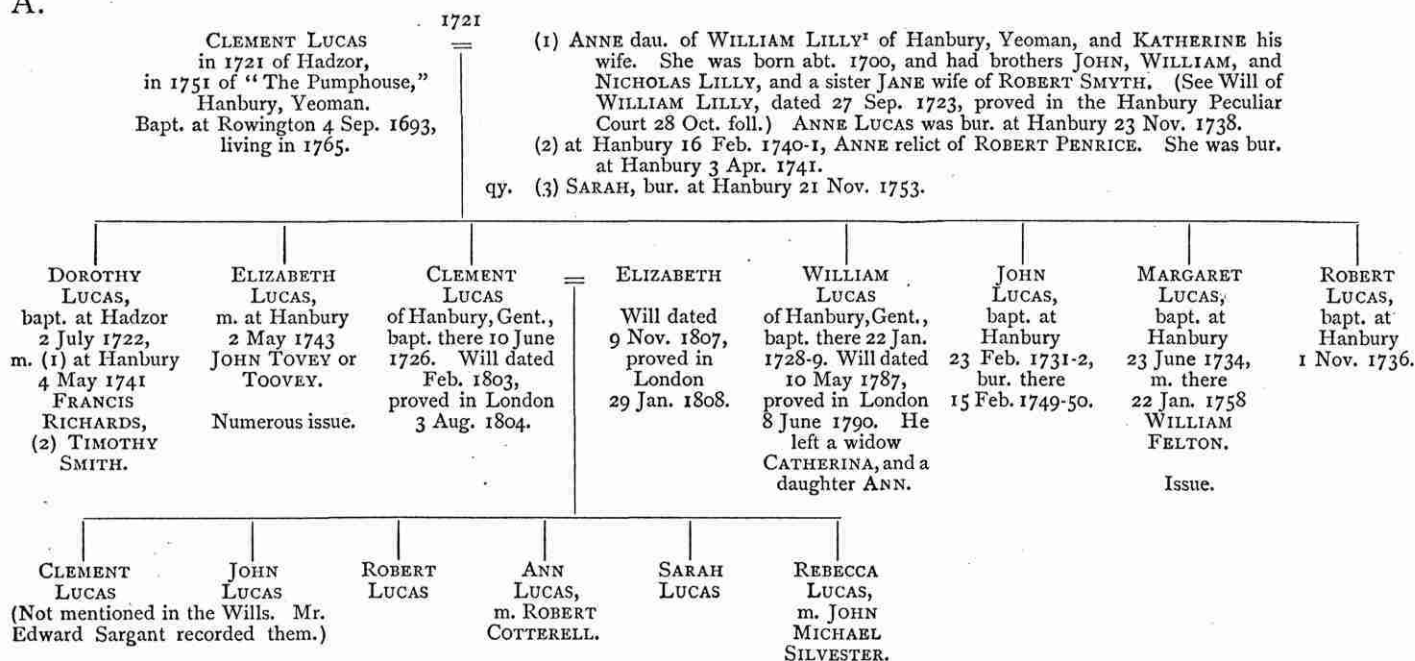 A.
1721
CLEMENT LUCAS
in 1721 of Hadzor,
in 1751 of "The Pumphouse,"
Hanbury, Yeoman.
Bapt. at Rowington 4 Sep. 1693,
living in 1765.
=
(1) ANNE dau. of WILLIAM LILLY¹ of Hanbury, Yeoman, and KATHERINE his
wife. She was born abt. 1700, and had brothers JOHN, WILLIAM, and
NICHOLAS LILLY, and a sister JANE wife of ROBERT SMYTH. (See Will of
WILLIAM LILLY, dated 27 Sep. 1723, proved in the Hanbury Peculiar
Court 28 Oct. foll.) ANNE LUCAS was bur. at Hanbury 23 Nov. 1738.
(2) at Hanbury 16 Feb. 1740-1, ANNE relict of ROBERT PENRICE. She was bur.
at Hanbury 3 Apr. 1741.
qy. (3) SARAH, bur. at Hanbury 21 Nov. 1753.
DOROTHY
LUCAS,
bapt. at Hadzor
2 July 1722,
m. (1) at Hanbury
4 May 1741
FRANCIS
RICHARDS,
(2) TIMOTHY
SMITH.
ELIZABETH
LUCAS,
m. at Hanbury
2 May 1743
JOHN TOVEY or
TOOVEY.
Numerous issue.
CLEMENT
LUCAS
of Hanbury, Gent.,
bapt. there 10 June
1726. Will dated
Feb. 1803,
proved in London
3 Aug. 1804.
=
ELIZABETH
Will dated
9 Nov. 1807,
proved in
London
29 Jan. 1808.
WILLIAM
LUCAS
of Hanbury, Gent.,
bapt. there 22 Jan.
1728-9. Will dated
10 May 1787,
proved in London
8 June 1790. He
left a widow
CATHERINA, and a
daughter ANN.
JOHN
LUCAS,
bapt. at
Hanbury
23 Feb. 1731-2,
bur. there
15 Feb. 1749-50.
MARGARET
LUCAS,
bapt. at
Hanbury
23 June 1734,
m. there
22 Jan. 1758
WILLIAM
FELTON.
Issue.
ROBERT
LUCAS,
bapt. at
Hanbury
1 Nov. 1736.
CLEMENT
LUCAS
JOHN
LUCAS
(Not mentioned in the Wills. Mr.
Edward Sargant recorded them.)
ROBERT
LUCAS
ANN
LUCAS,
m. ROBERT
COTTERELL.
SARAH
LUCAS
REBECCA
LUCAS,
m. JOHN
MICHAEL
SILVESTER.